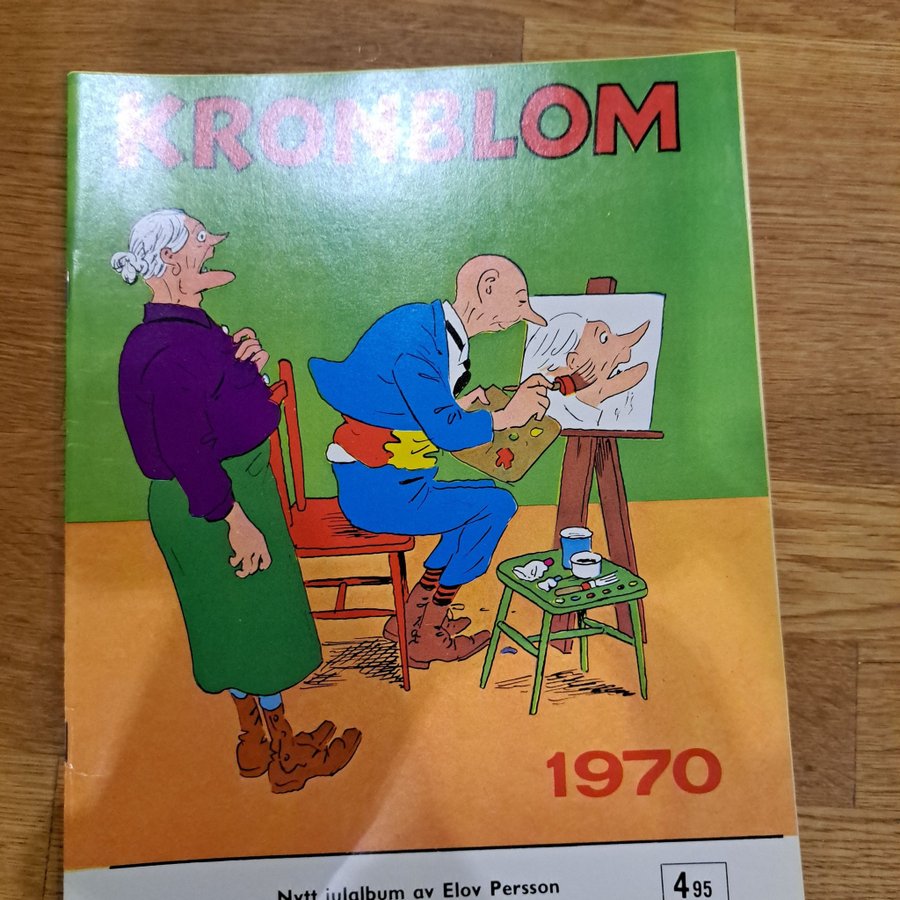 KRONBLOM
1970
Nytt julalbum av Elov Persson
4 95